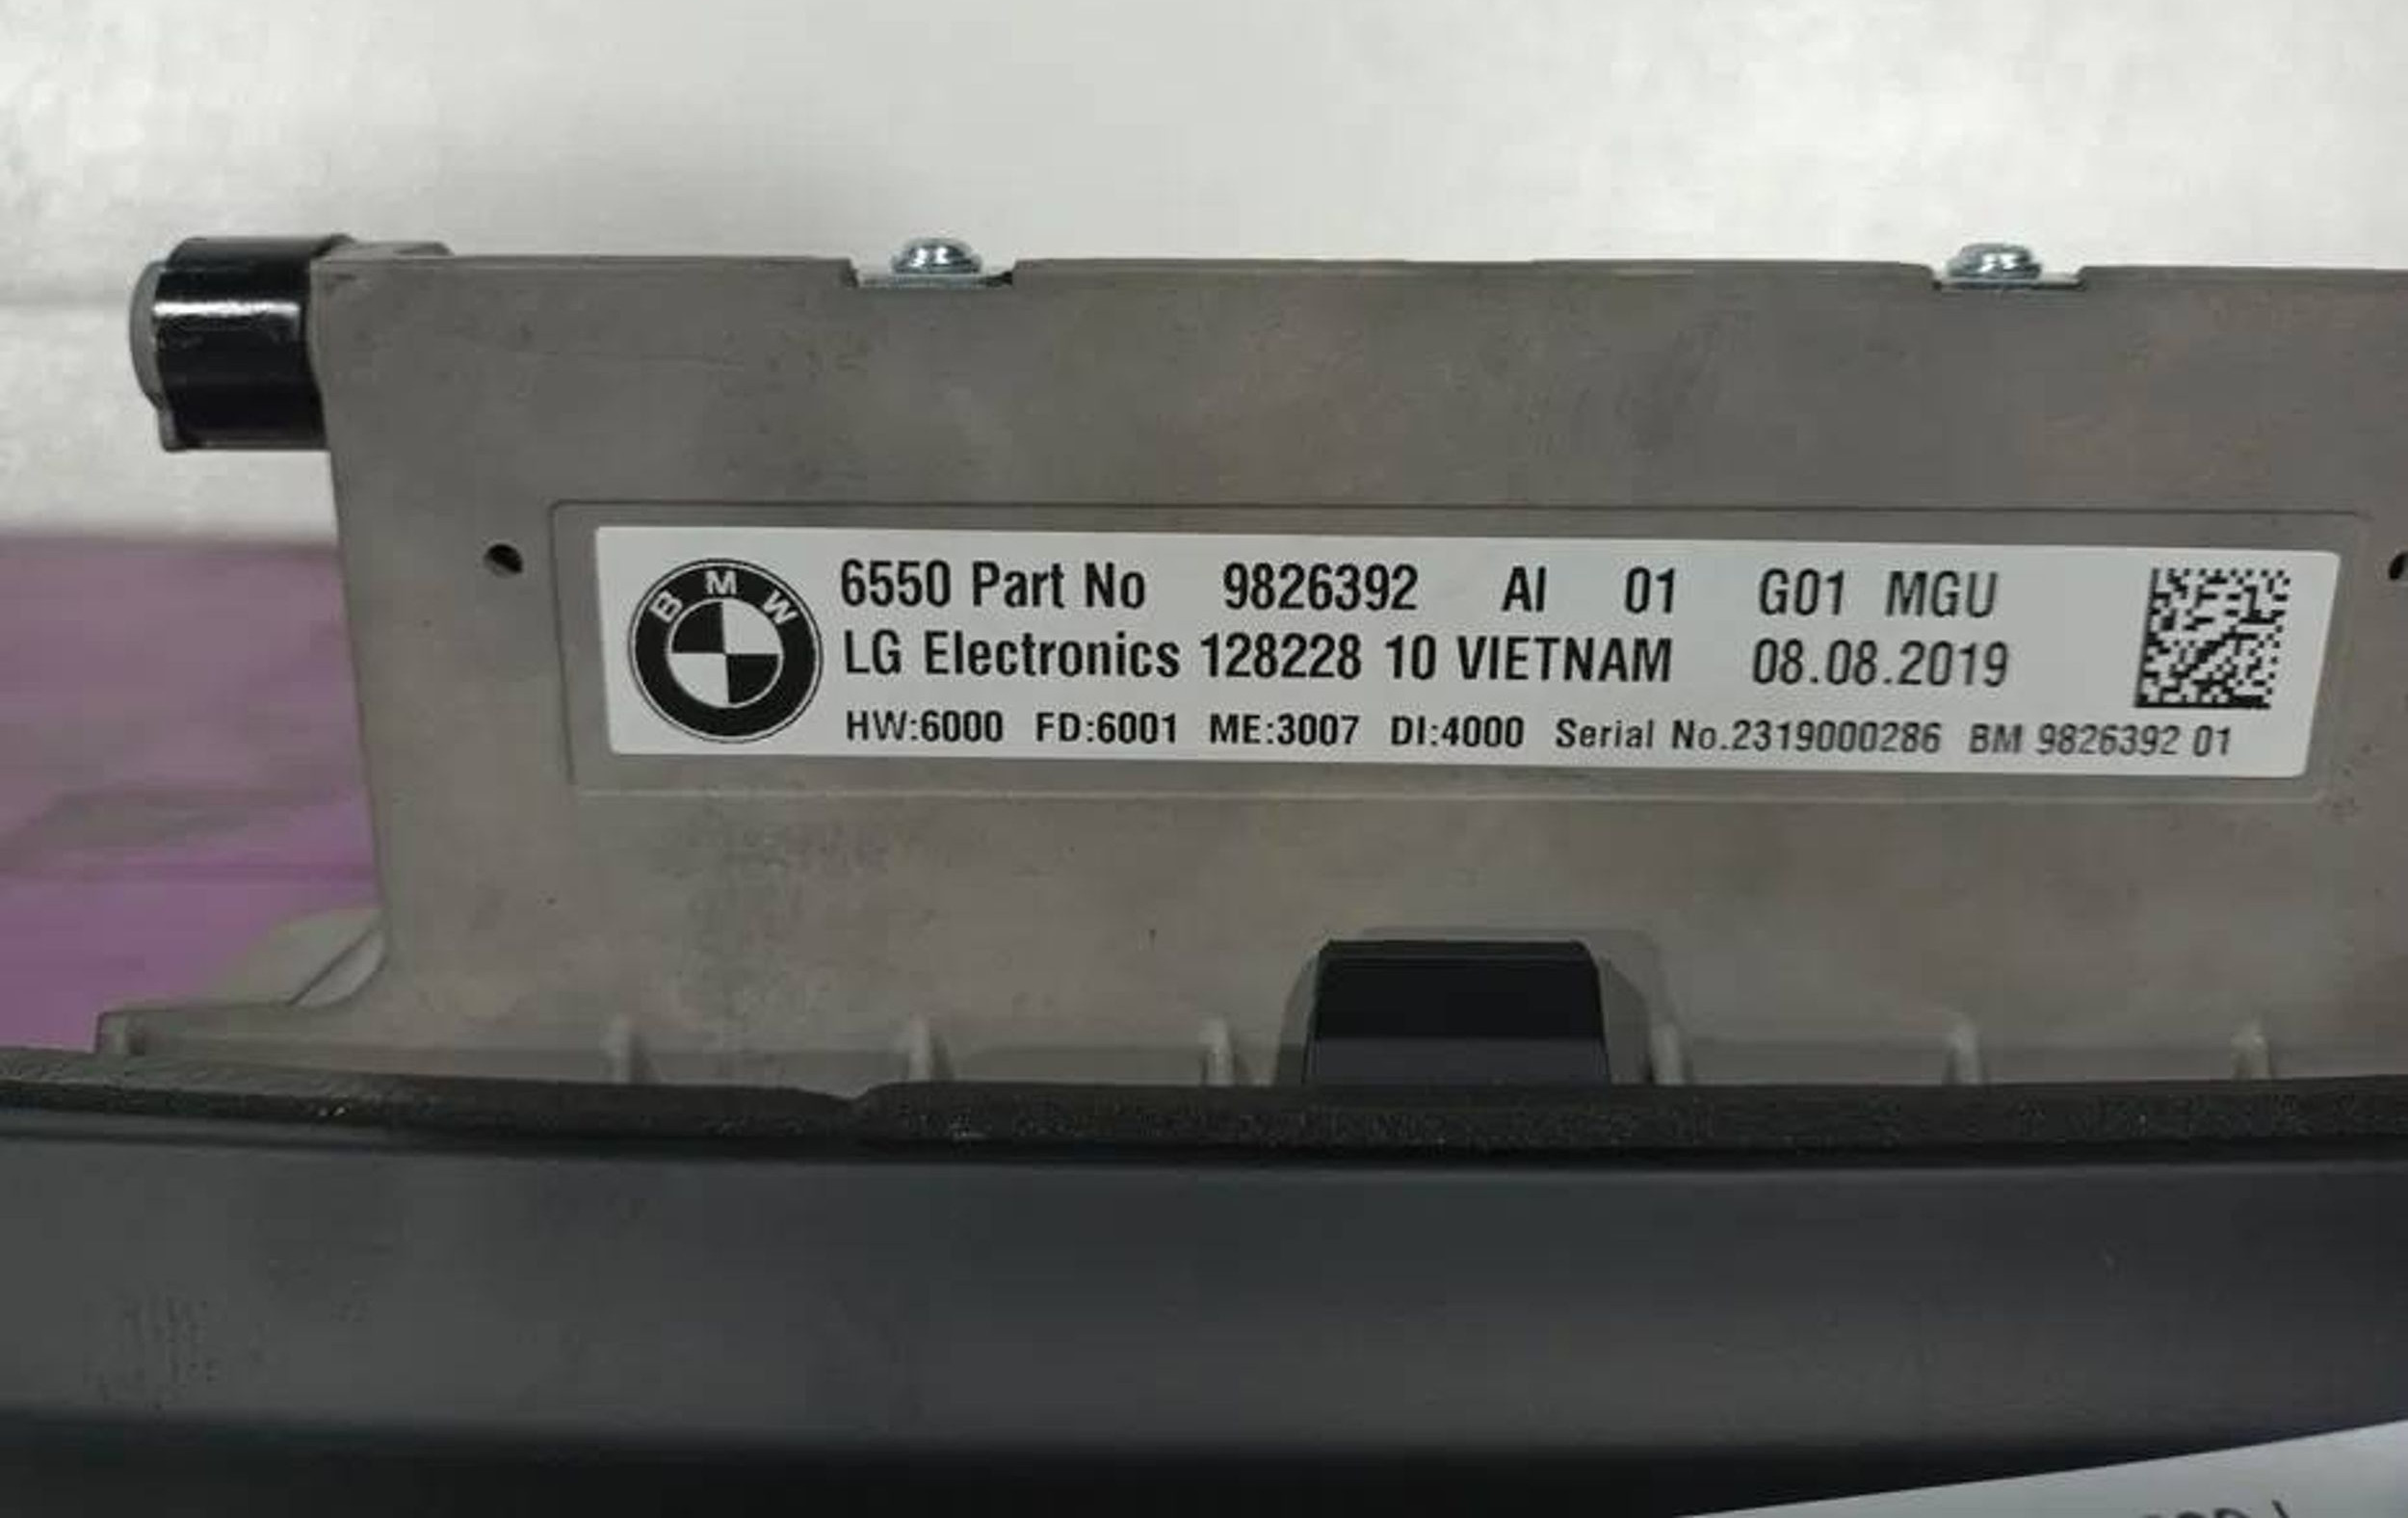 BMW
6550 Part No 9826392 AI 01 G01 MGU
LG Electronics 128228 10 VIETNAM 08.08.2019
HW:6000 FD:6001 ME:3007 DI:4000 Serial No.2319000286 BM 9826392 01